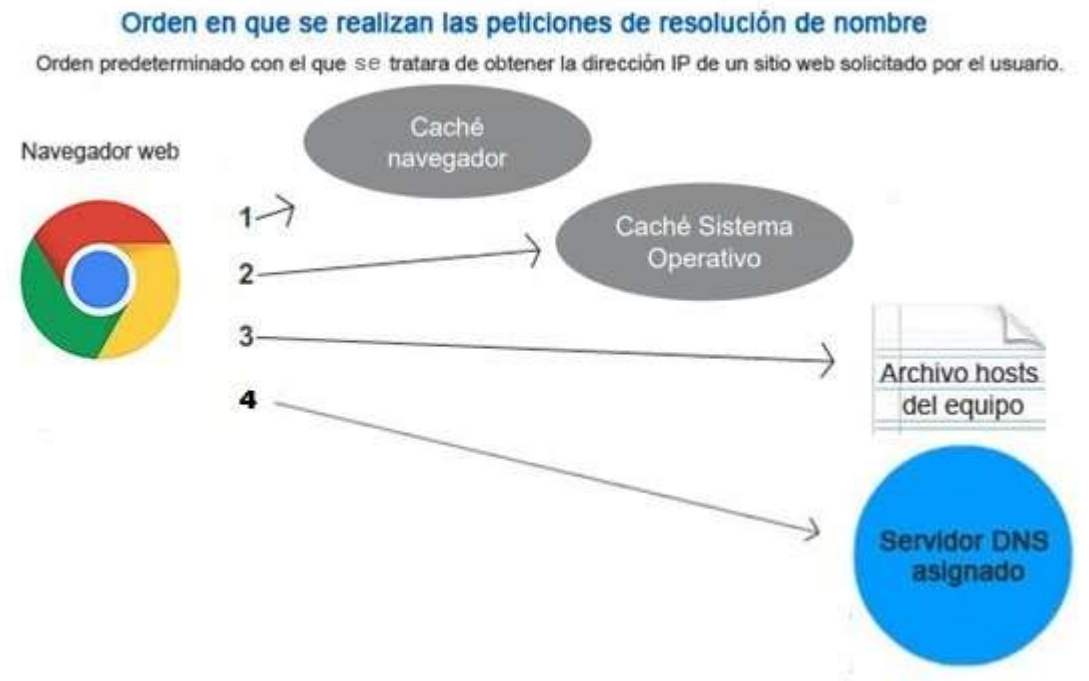 Orden en que se realizan las peticiones de resolución de nombre
Orden predeterminado con el que se tratara de obtener la dirección IP de un sitio web solicitado por el usuario.
Caché
navegador
Navegador web
1
Caché Sistema
Operativo
2
3
Archivo hosts
del equipo
4
Servidor DNS
asignado